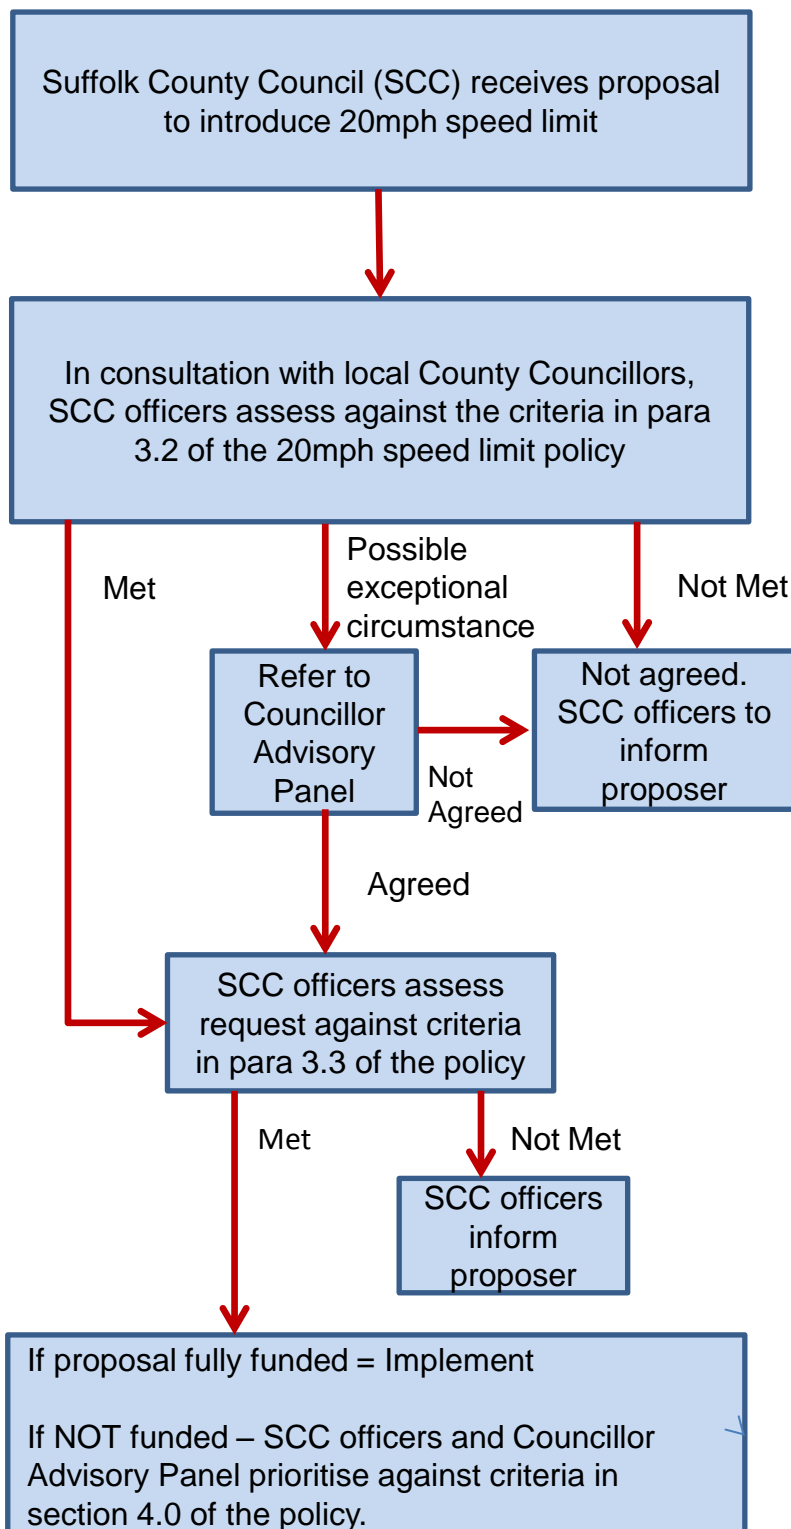 Suffolk County Council (SCC) receives proposal
to introduce 20mph speed limit
In consultation with local County Councillors,
SCC officers assess against the criteria in para
3.2 of the 20mph speed limit policy
Met
Possible
exceptional
circumstance
Not Met
Refer to
Councillor
Advisory
Panel
Not
Agreed
Not agreed.
SCC officers to
inform
proposer
Agreed
SCC officers assess
request against criteria
in para 3.3 of the policy
Met
Not Met
SCC officers
inform
proposer
If proposal fully funded = Implement
If NOT funded – SCC officers and Councillor
Advisory Panel prioritise against criteria in
section 4.0 of the policy.